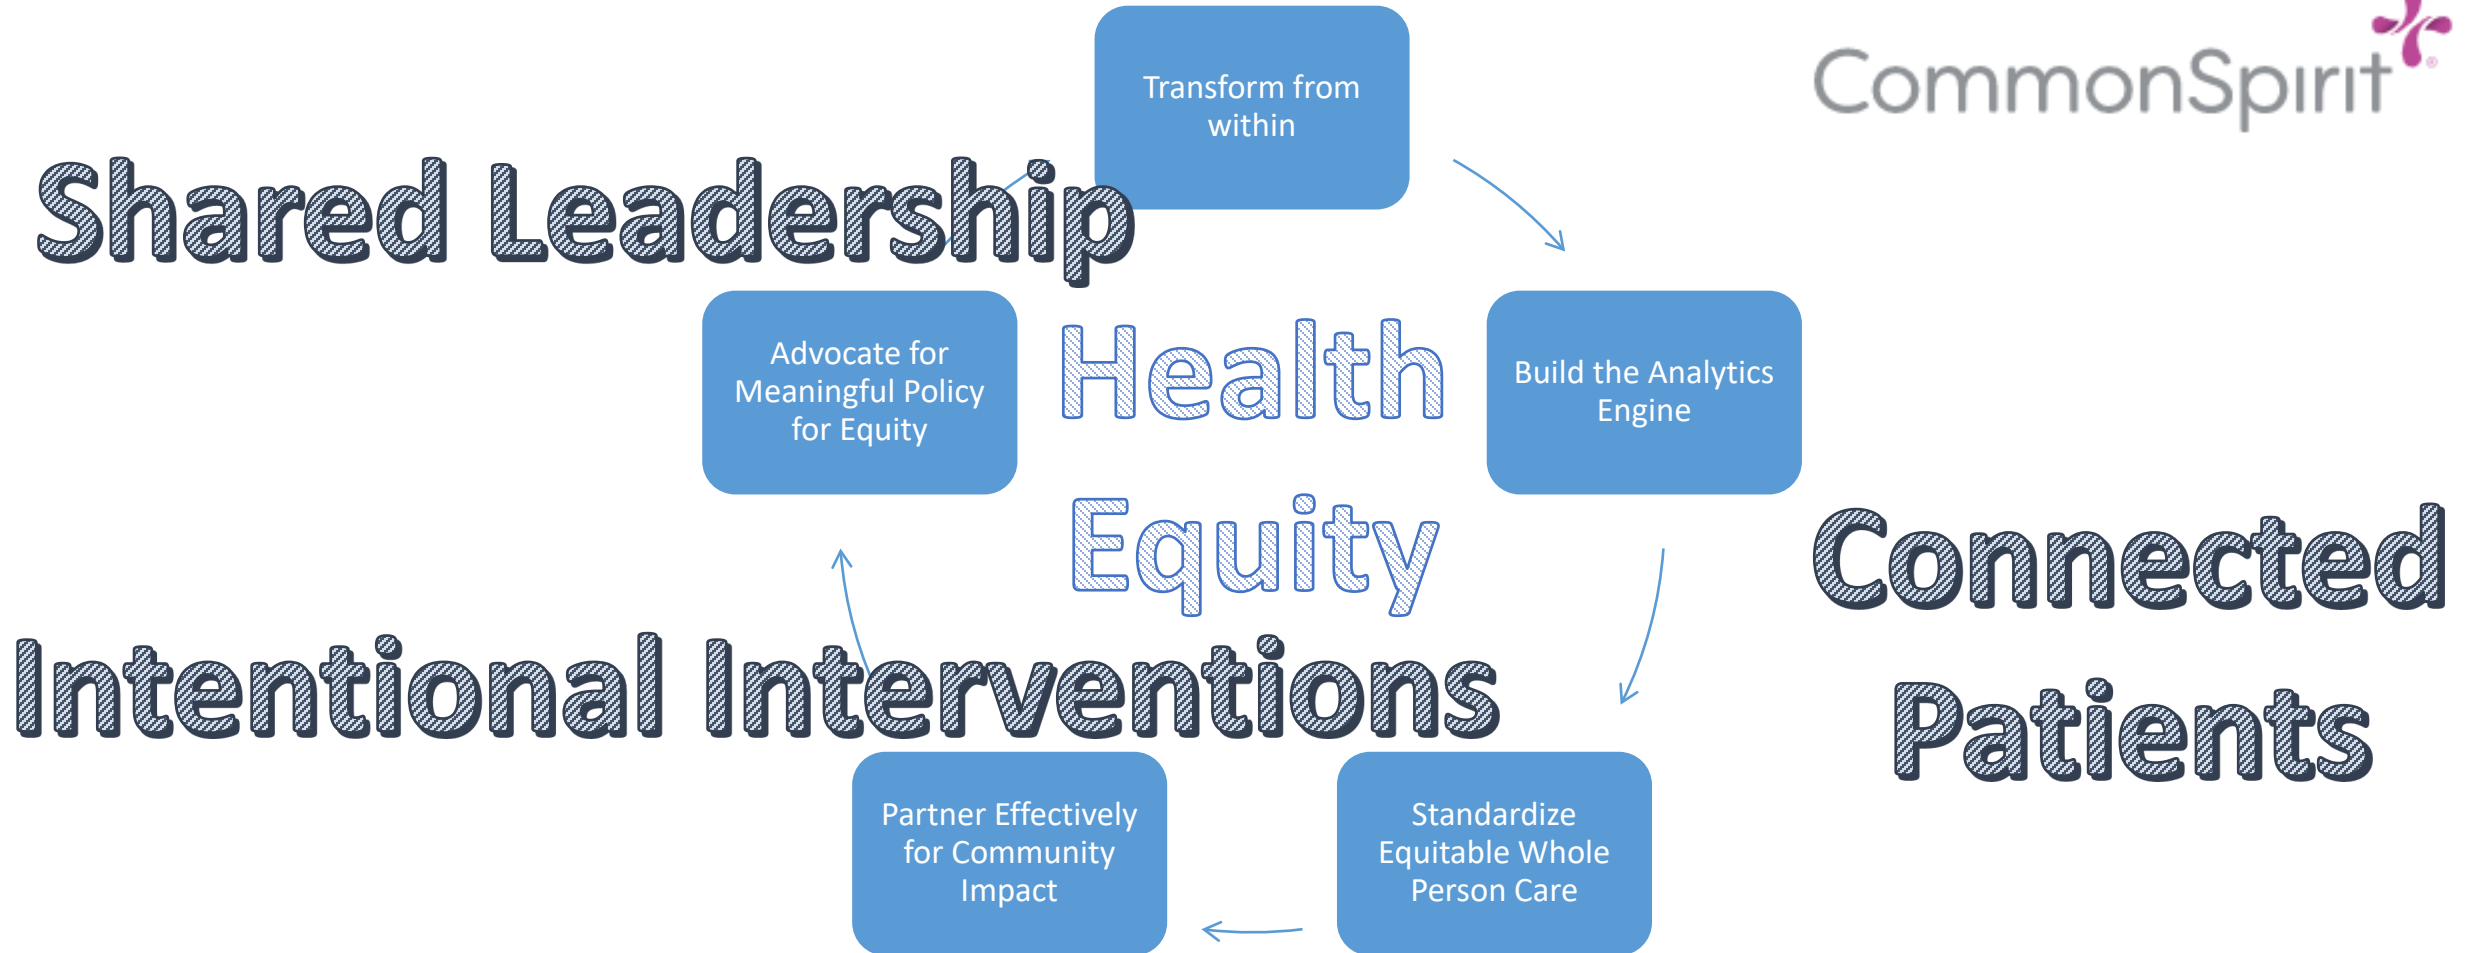 Transform from
within
CommonSpirit®
Shared Leadership
Advocate for
Meaningful Policy
for Equity
Health
Equity
Build the Analytics
Engine
Connected
Patients
Intentional Interventions
Partner Effectively
for Community
Impact
Standardize
Equitable Whole
Person Care